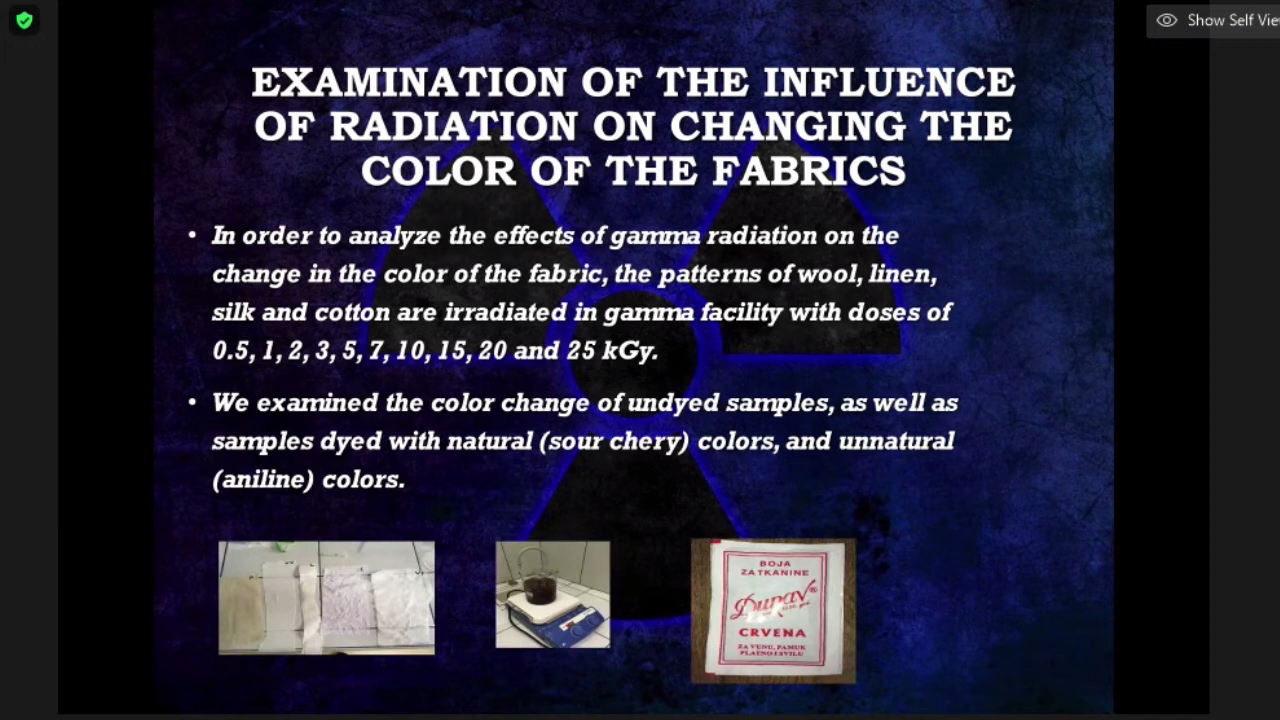 Show Self Vie
EXAMINATION OF THE INFLUENCE
OF RADIATION ON CHANGING THE
COLOR OF THE FABRICS
• In order to analyze the effects of gamma radiation on the
change in the color of the fabric, the patterns of wool, linen,
silk and cotton are irradiated in gamma facility with doses of
0.5, 1, 2, 3, 5, 7, 10, 15, 20 and 25 kGy.
• We examined the color change of undyed samples, as well as
samples dyed with natural (sour chery) colors, and unnatural
(aniline) colors.
BOJA
ZA TKANINE
Dupav®
CRVENA
ZA VUNU, PAMUK
PLATNO I SVILU